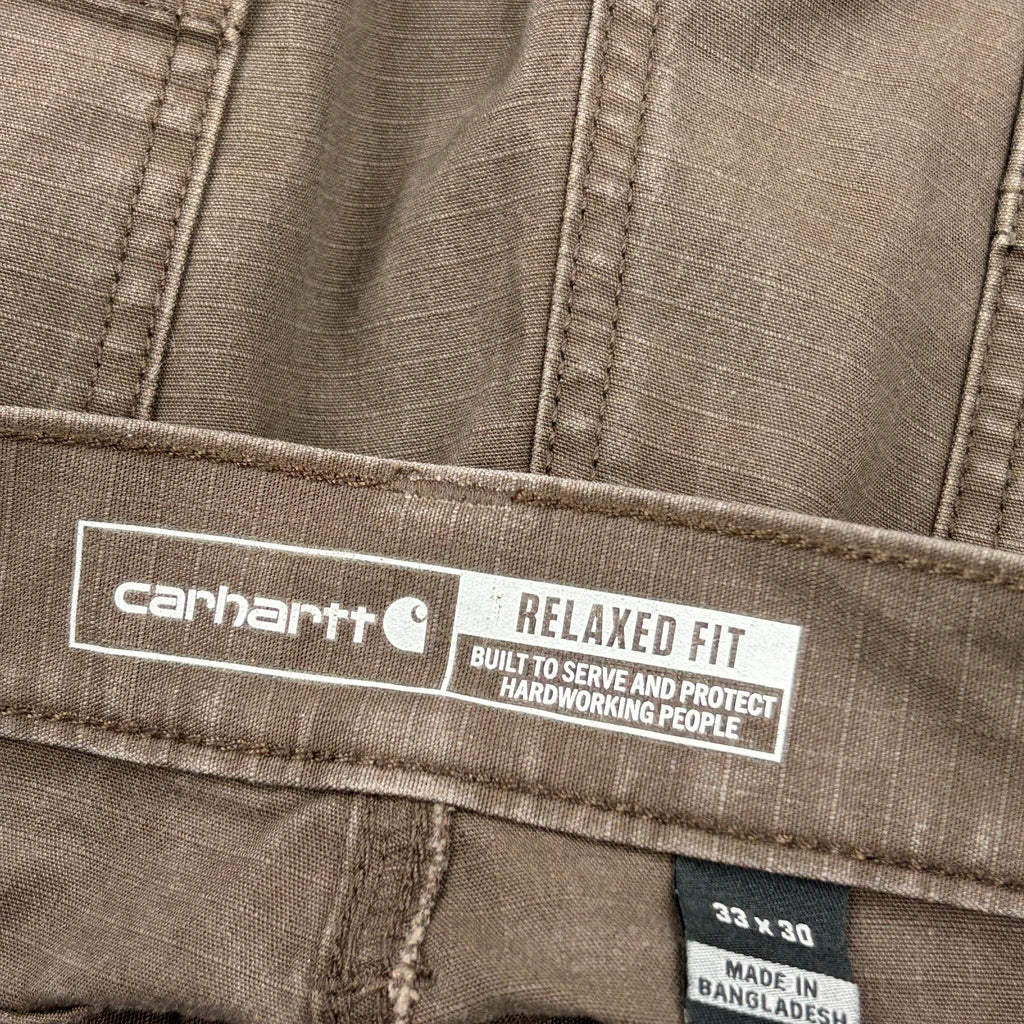 carhartt
RELAXED FIT
BUILT TO SERVE AND PROTECT
HARDWORKING PEOPLE
33 x 30
MADE IN
BANGLADESH